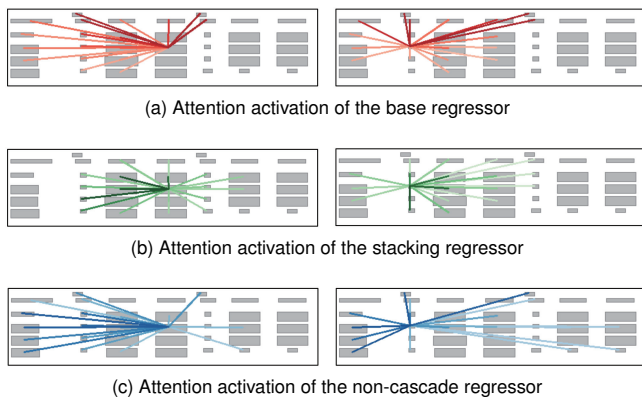 (a) Attention activation of the base regressor
(b) Attention activation of the stacking regressor
(c) Attention activation of the non-cascade regressor